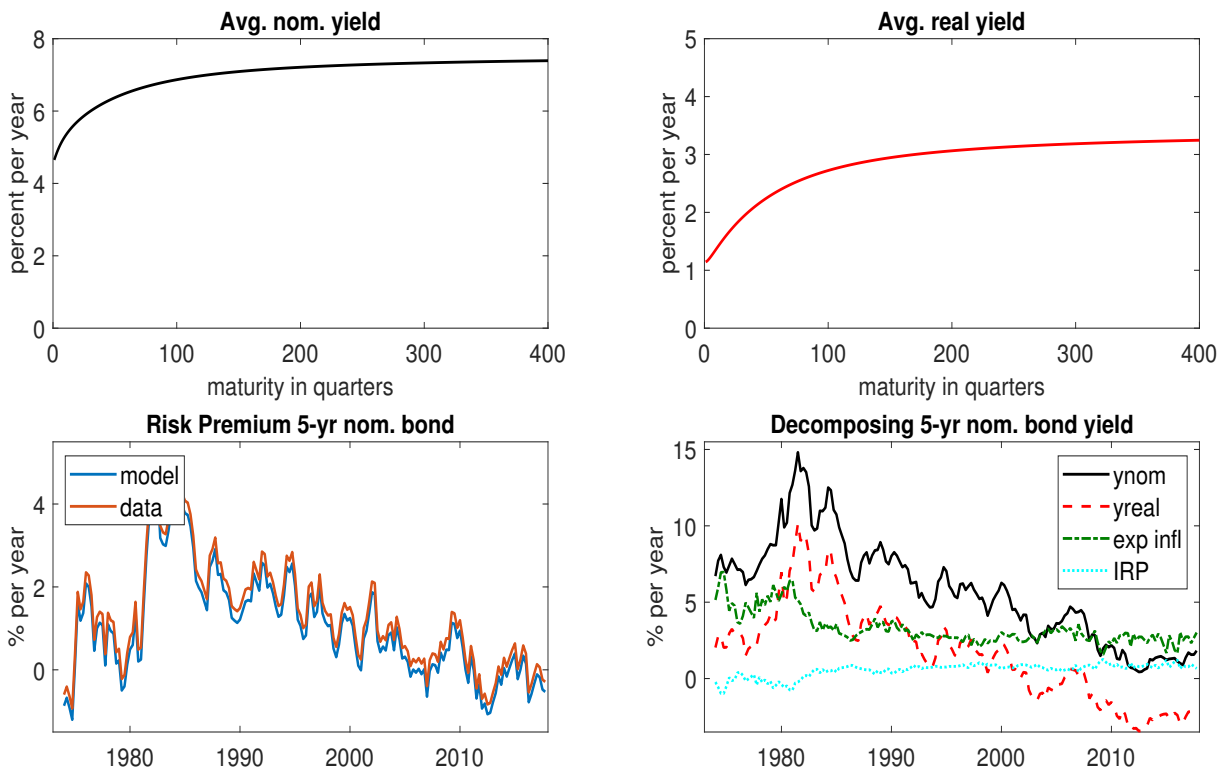 Avg. nom. yield
8
6
4
2
0
percent per year
0 100 200 300 400
maturity in quarters
Avg. real yield
5
4
3
2
1
0
percent per year
0 100 200 300 400
maturity in quarters
Risk Premium 5-yr nom. bond
model
data
4
2
0
% per year
1980 1990 2000 2010
Decomposing 5-yr nom. bond yield
ynom
yreal
exp infl
IRP
15
10
5
0
% per year
1980 1990 2000 2010